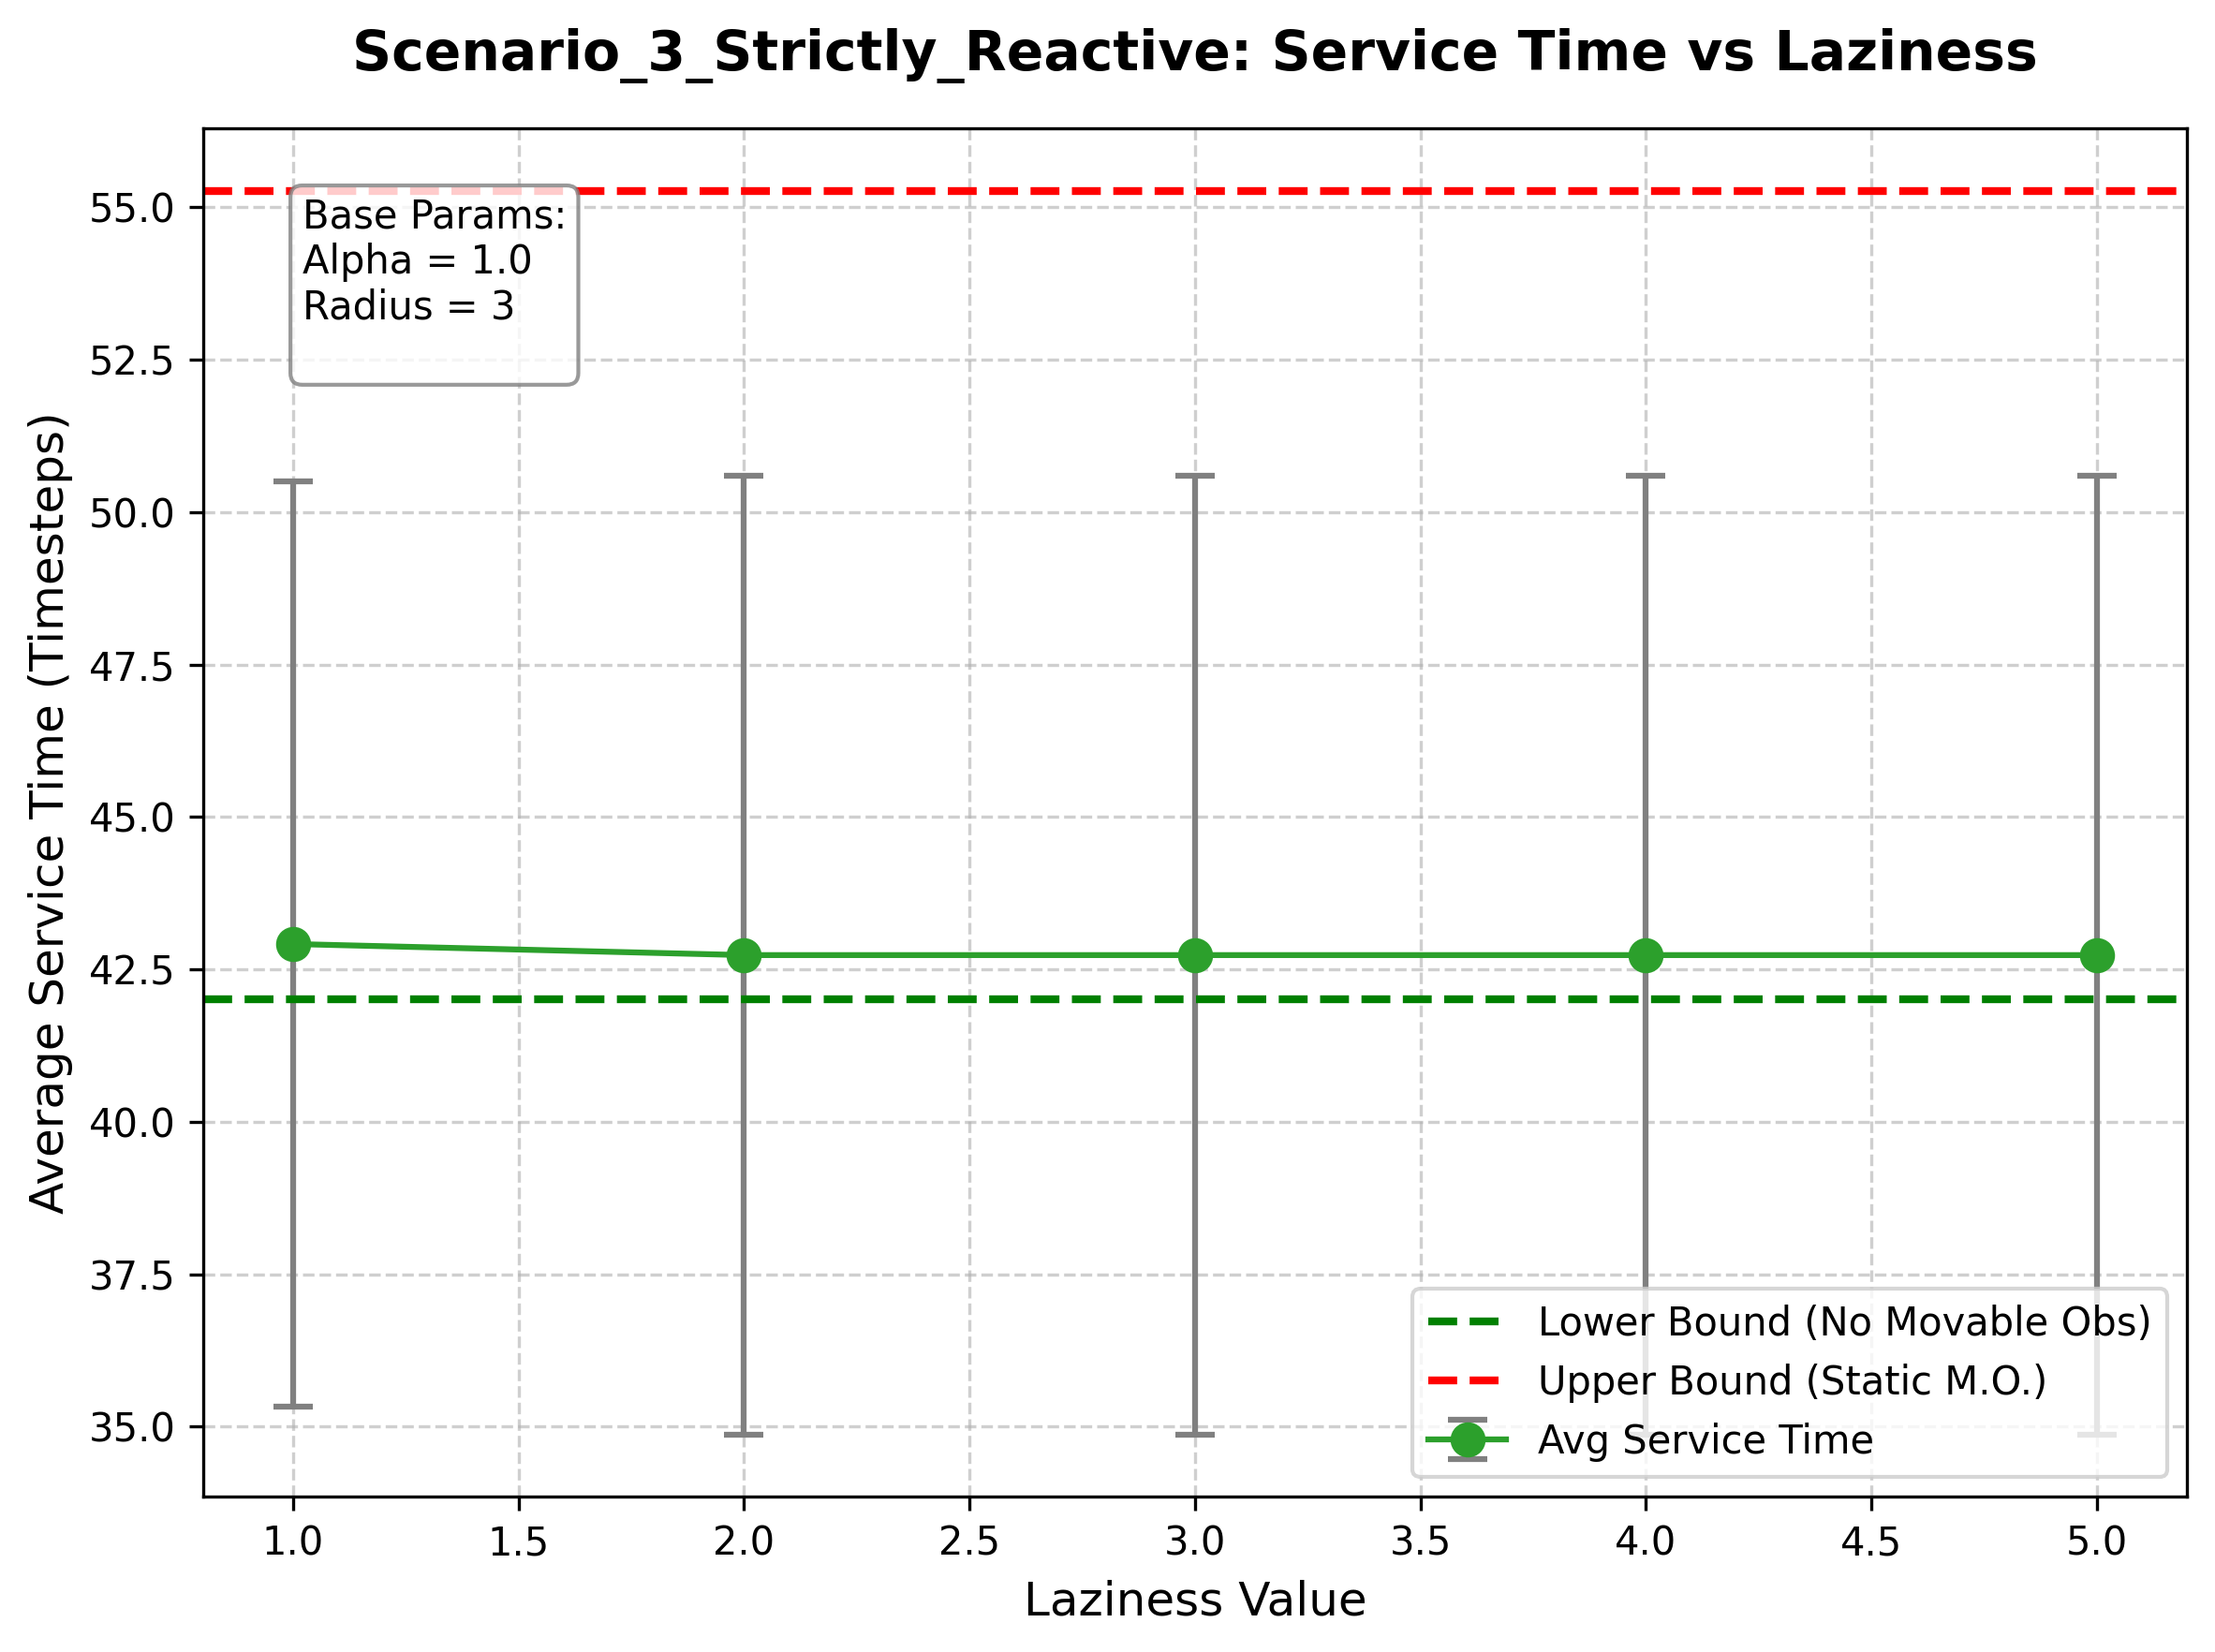 Scenario_3_Strictly_Reactive: Service Time vs Laziness
Average Service Time (Timesteps)
55.0
52.5
50.0
47.5
45.0
42.5
40.0
37.5
35.0
Base Params:
Alpha = 1.0
Radius = 3
Lower Bound (No Movable Obs)
Upper Bound (Static M.O.)
Avg Service Time
1.0 1.5 2.0 2.5 3.0 3.5 4.0 4.5 5.0
Laziness Value